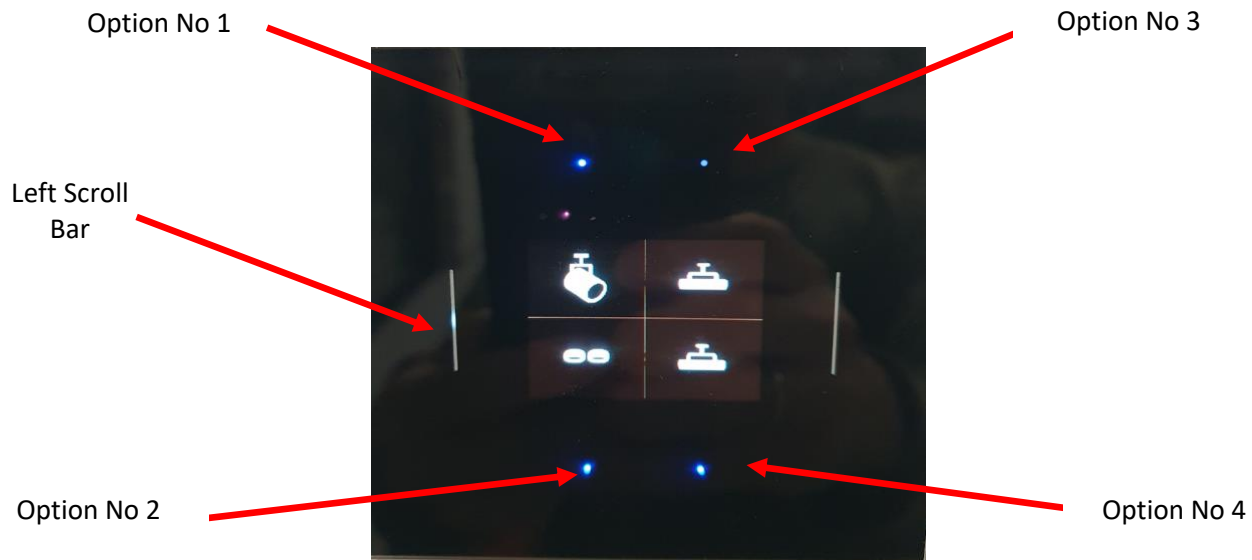 Option No 1
Option No 3
Left Scroll
Bar
Option No 2
Option No 4